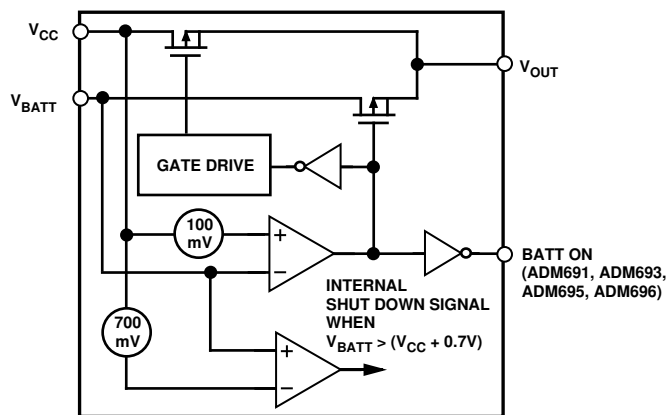 VCC
VBATT
VOUT
GATE DRIVE
100
mV
+
−
700
mV
+
−
BATT ON
(ADM691, ADM693,
ADM695, ADM696)
INTERNAL
SHUT DOWN SIGNAL
WHEN
VBATT > (VCC + 0.7V)